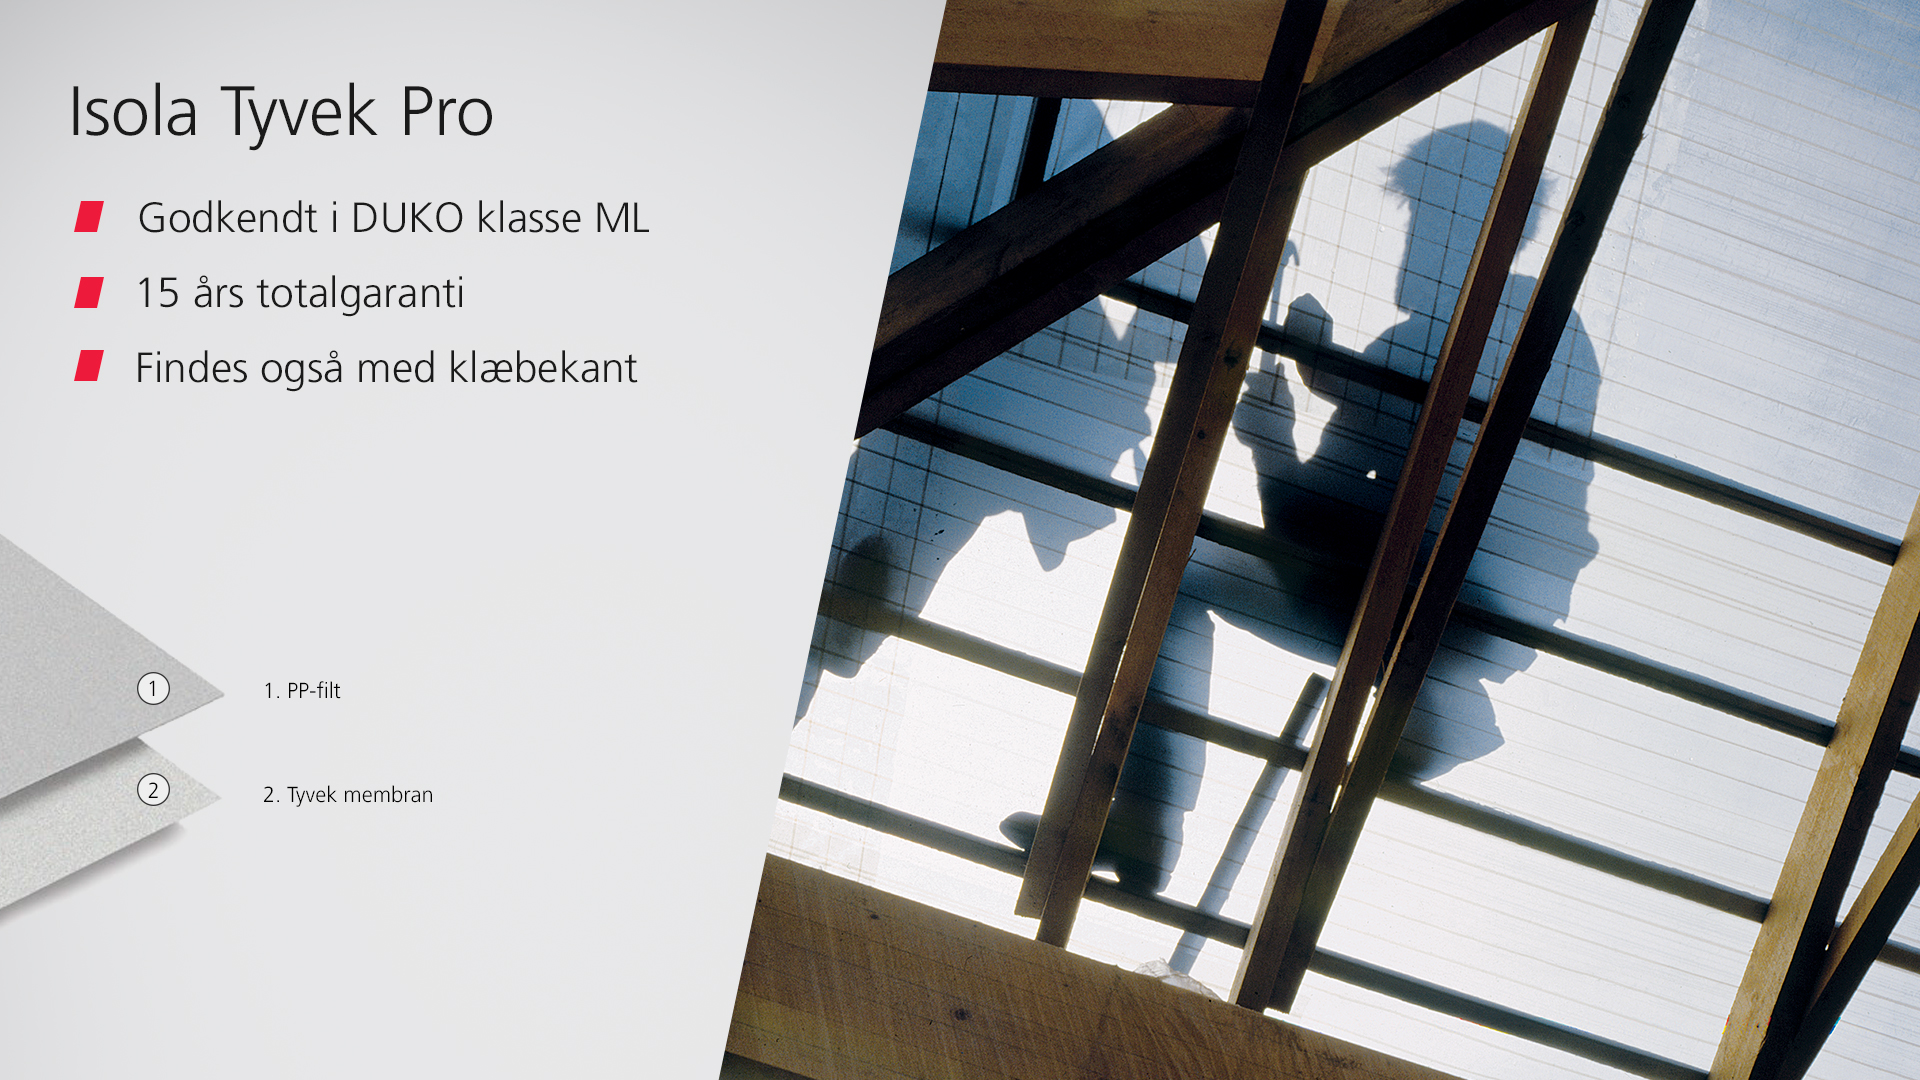 Isola Tyvek Pro
Godkendt i DUKO klasse ML
15 års totalgaranti
Findes også med klæbekant
1
1. PP-filt
2
2. Tyvek membran